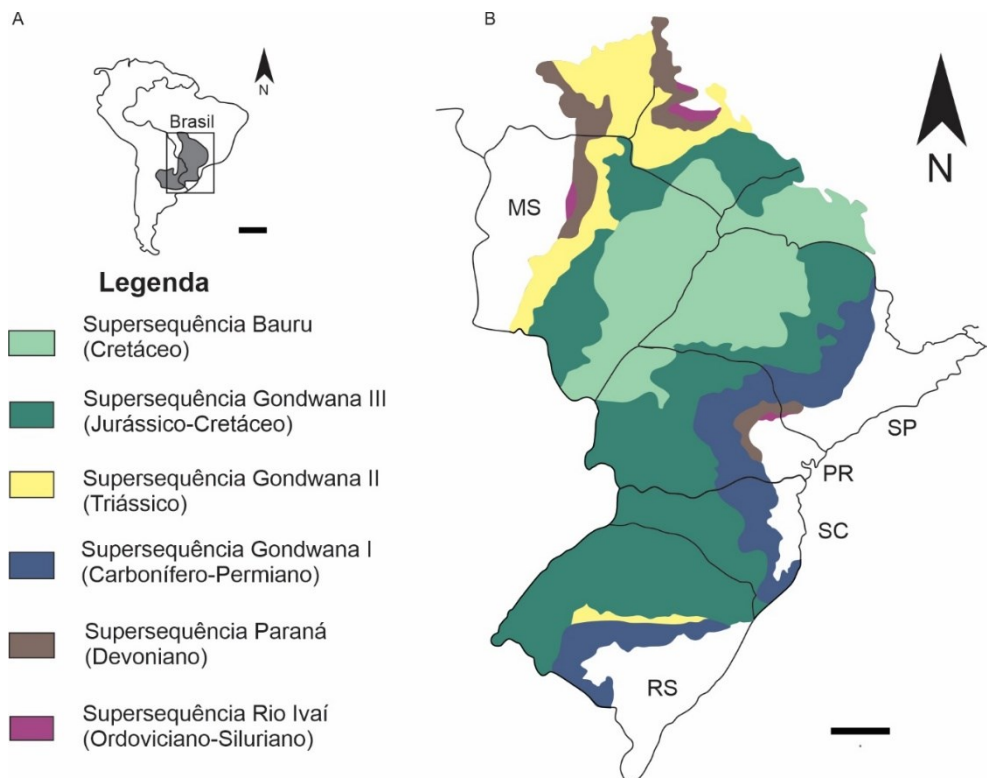 A
N
Brasil
Legenda
Supersequência Bauru
(Cretáceo)
Supersequência Gondwana III
(Jurássico-Cretáceo)
Supersequência Gondwana II
(Triássico)
Supersequência Gondwana I
(Carbonífero-Permiano)
Supersequência Paraná
(Devoniano)
Supersequência Rio Ivaí
(Ordoviciano-Siluriano)
B
N
MS
SP
PR
SC
RS